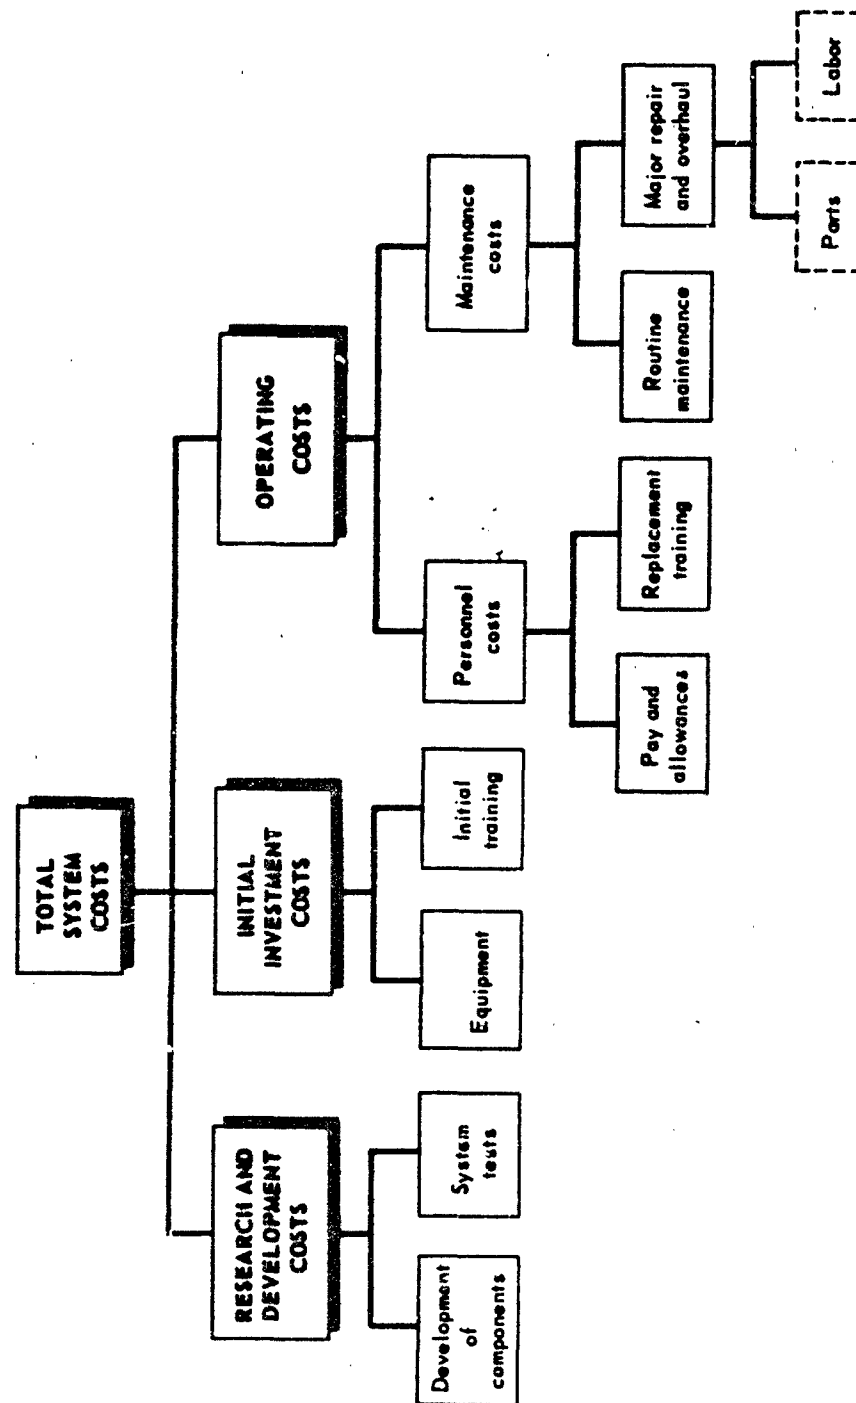 TOTAL
SYSTEM
COSTS
RESEARCH AND
DEVELOPMENT
COSTS
INITIAL
INVESTMENT
COSTS
OPERATING
COSTS
Development
of
components
System
tests
Equipment
Initial
training
Personnel
costs
Maintenance
costs
Pay and
allowances
Replacement
training
Routine
maintenance
Major repair
and overhaul
Parts
Labor